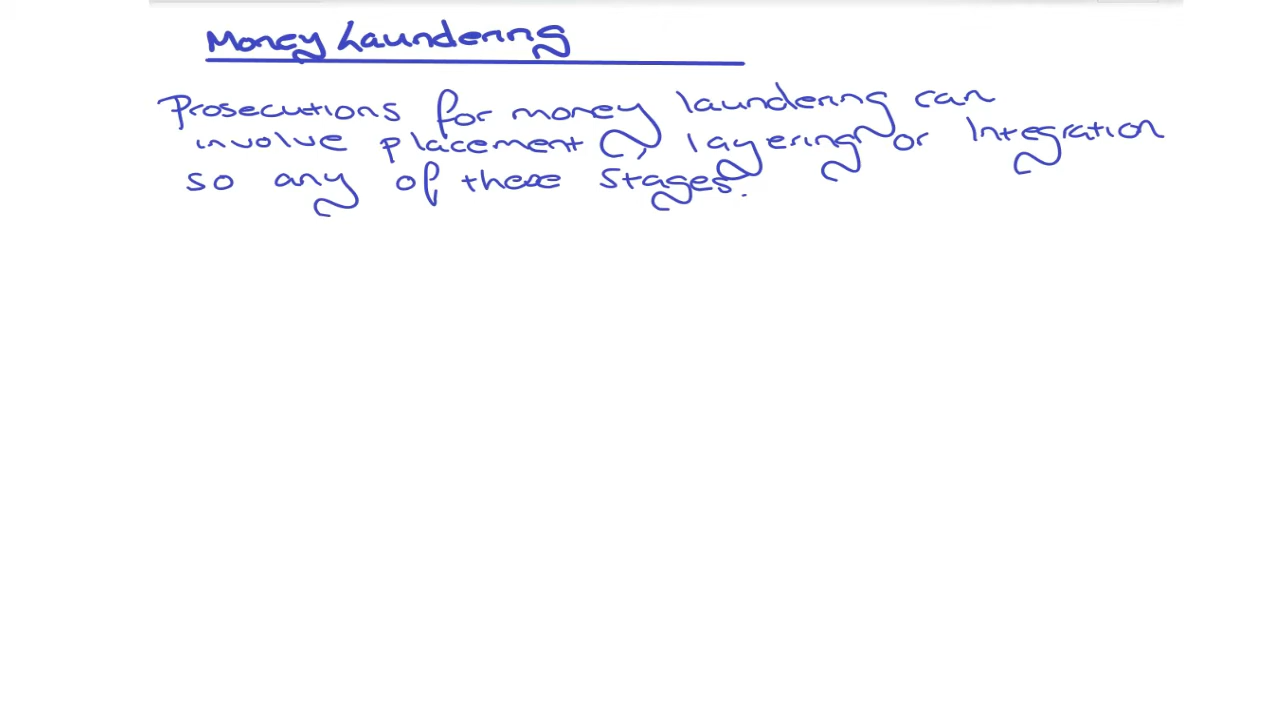 Money Laundering
Prosecutions for money laundering can
involve placement, layering or Integration
so any of these stages.